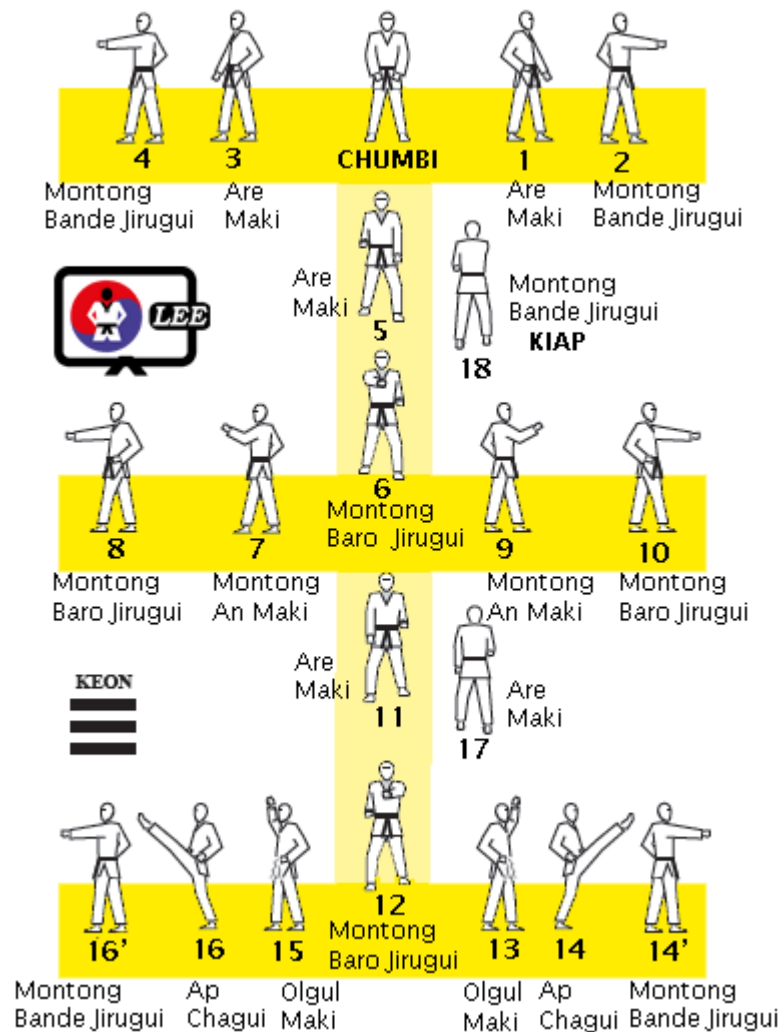 4 3 CHUMBI 1 2
Montong Are Are Montong
Bande Jirugui Maki Maki Bande Jirugui
Are
Maki
5
LEE
Montong
Bande Jirugui
KIAP
18
6
Montong
Baro Jirugui
8 7 9 10
Montong Montong Montong Montong
Baro Jirugui An Maki An Maki Baro Jirugui
Are
Maki
11
KEON
Are
Maki
17
12
Montong
Baro Jirugui
16’ 16 15 13 14 14’
Montong Ap Olgul Olgul Ap Montong
Bande Jirugui Chagui Maki Maki Chagui Bande Jirugui